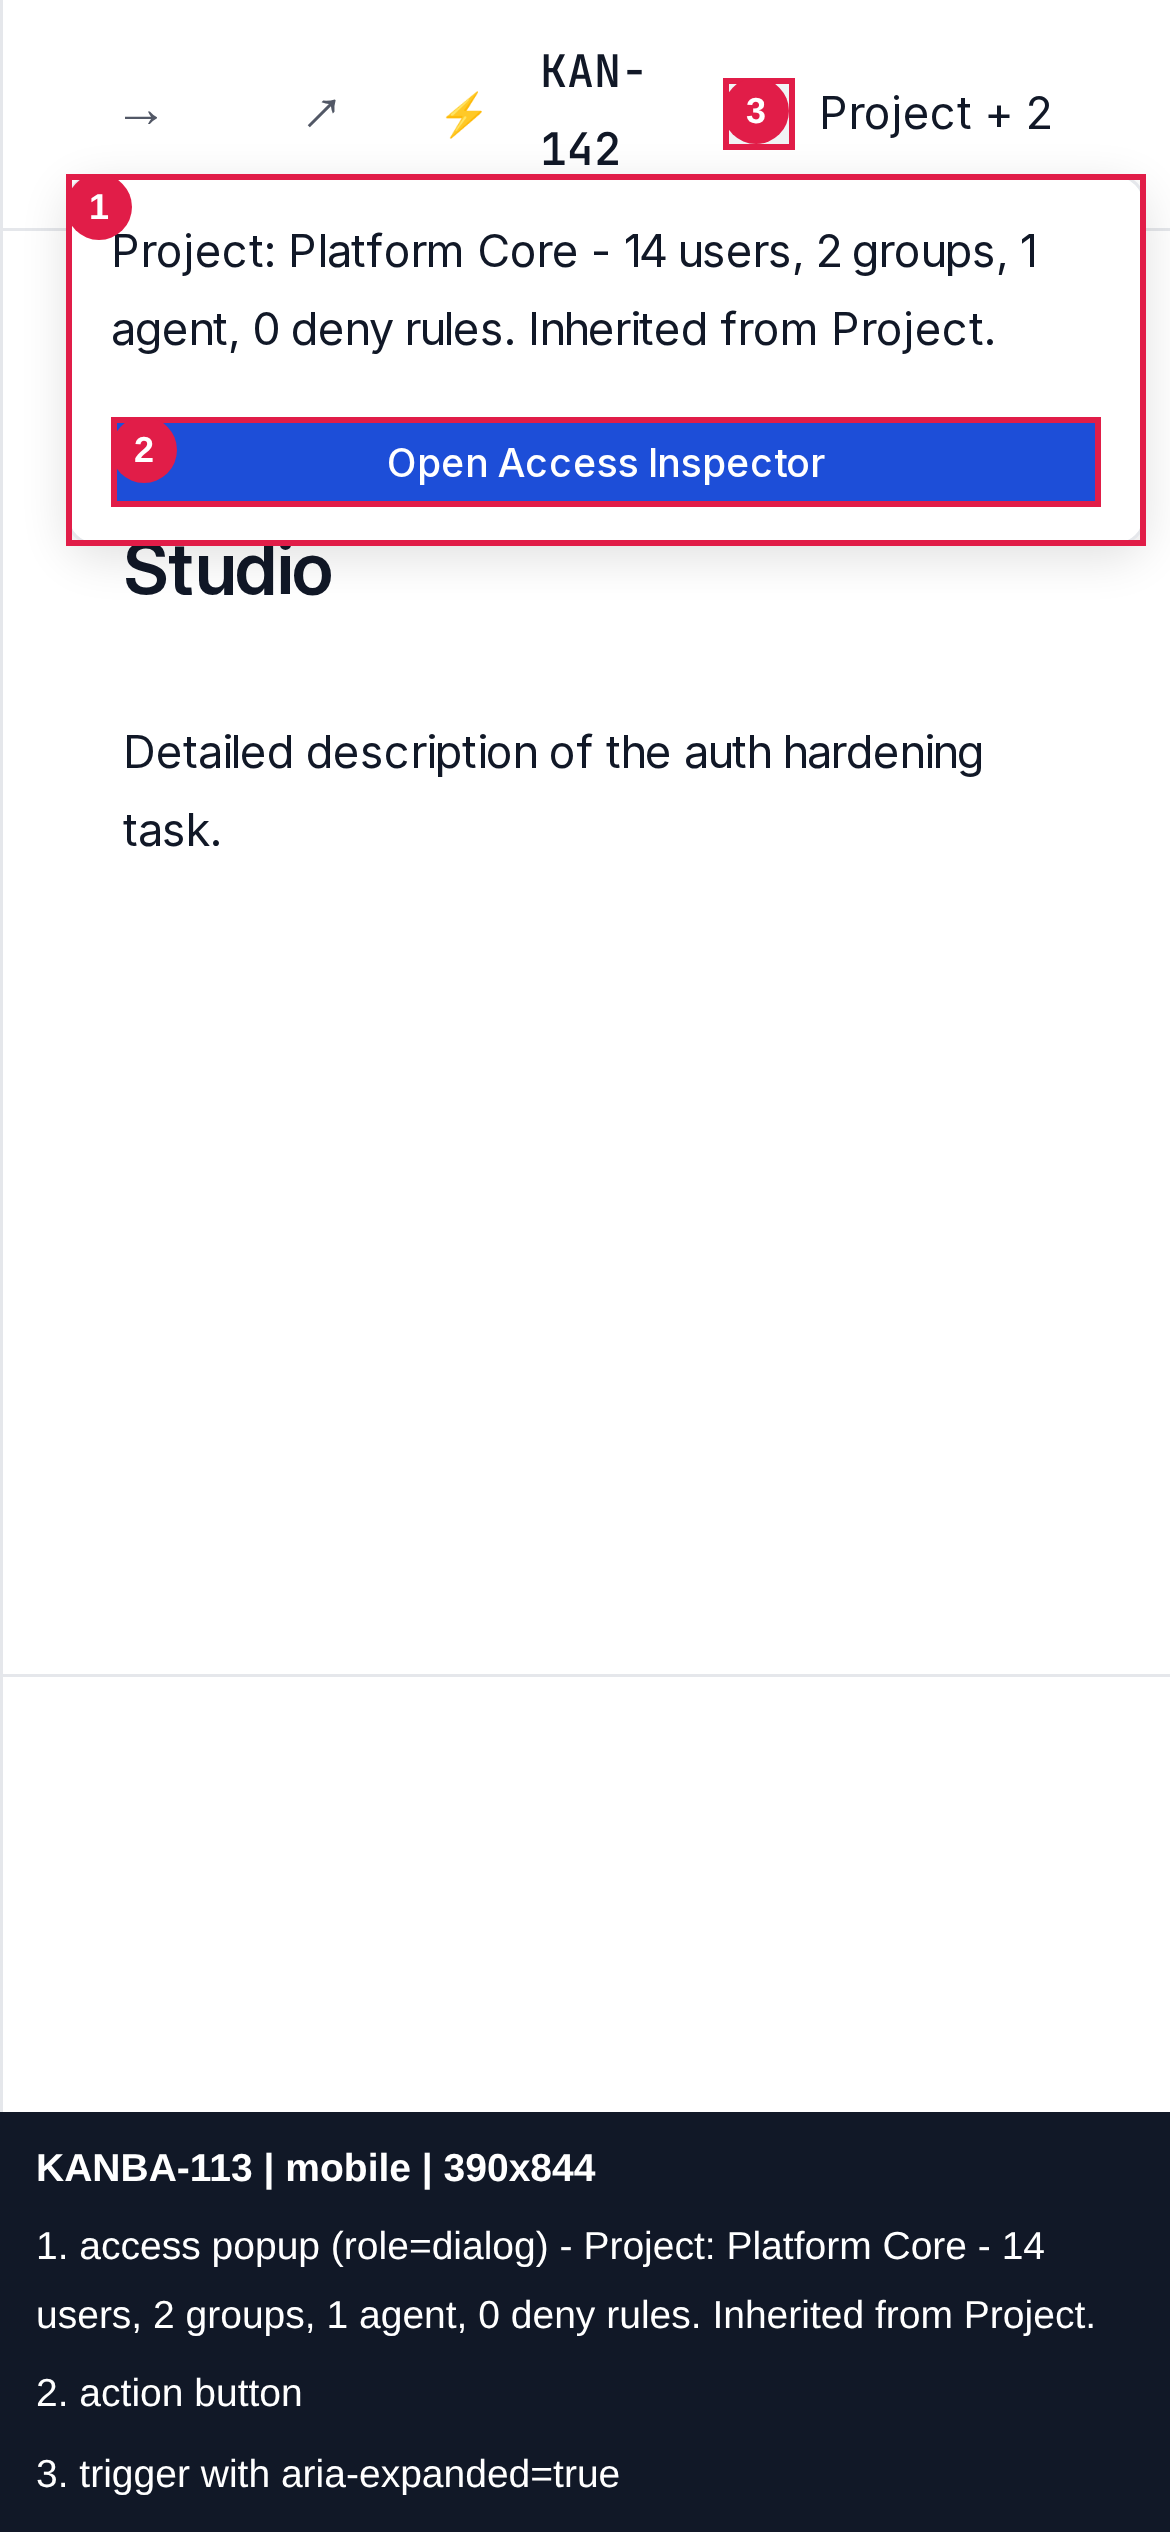 → ↗ ⚡ KAN-
142
3 Project + 2
1
Project: Platform Core - 14 users, 2 groups, 1
agent, 0 deny rules. Inherited from Project.
2 Open Access Inspector
Studio
Detailed description of the auth hardening
task.
KANBA-113 | mobile | 390x844
1. access popup (role=dialog) - Project: Platform Core - 14
users, 2 groups, 1 agent, 0 deny rules. Inherited from Project.
2. action button
3. trigger with aria-expanded=true